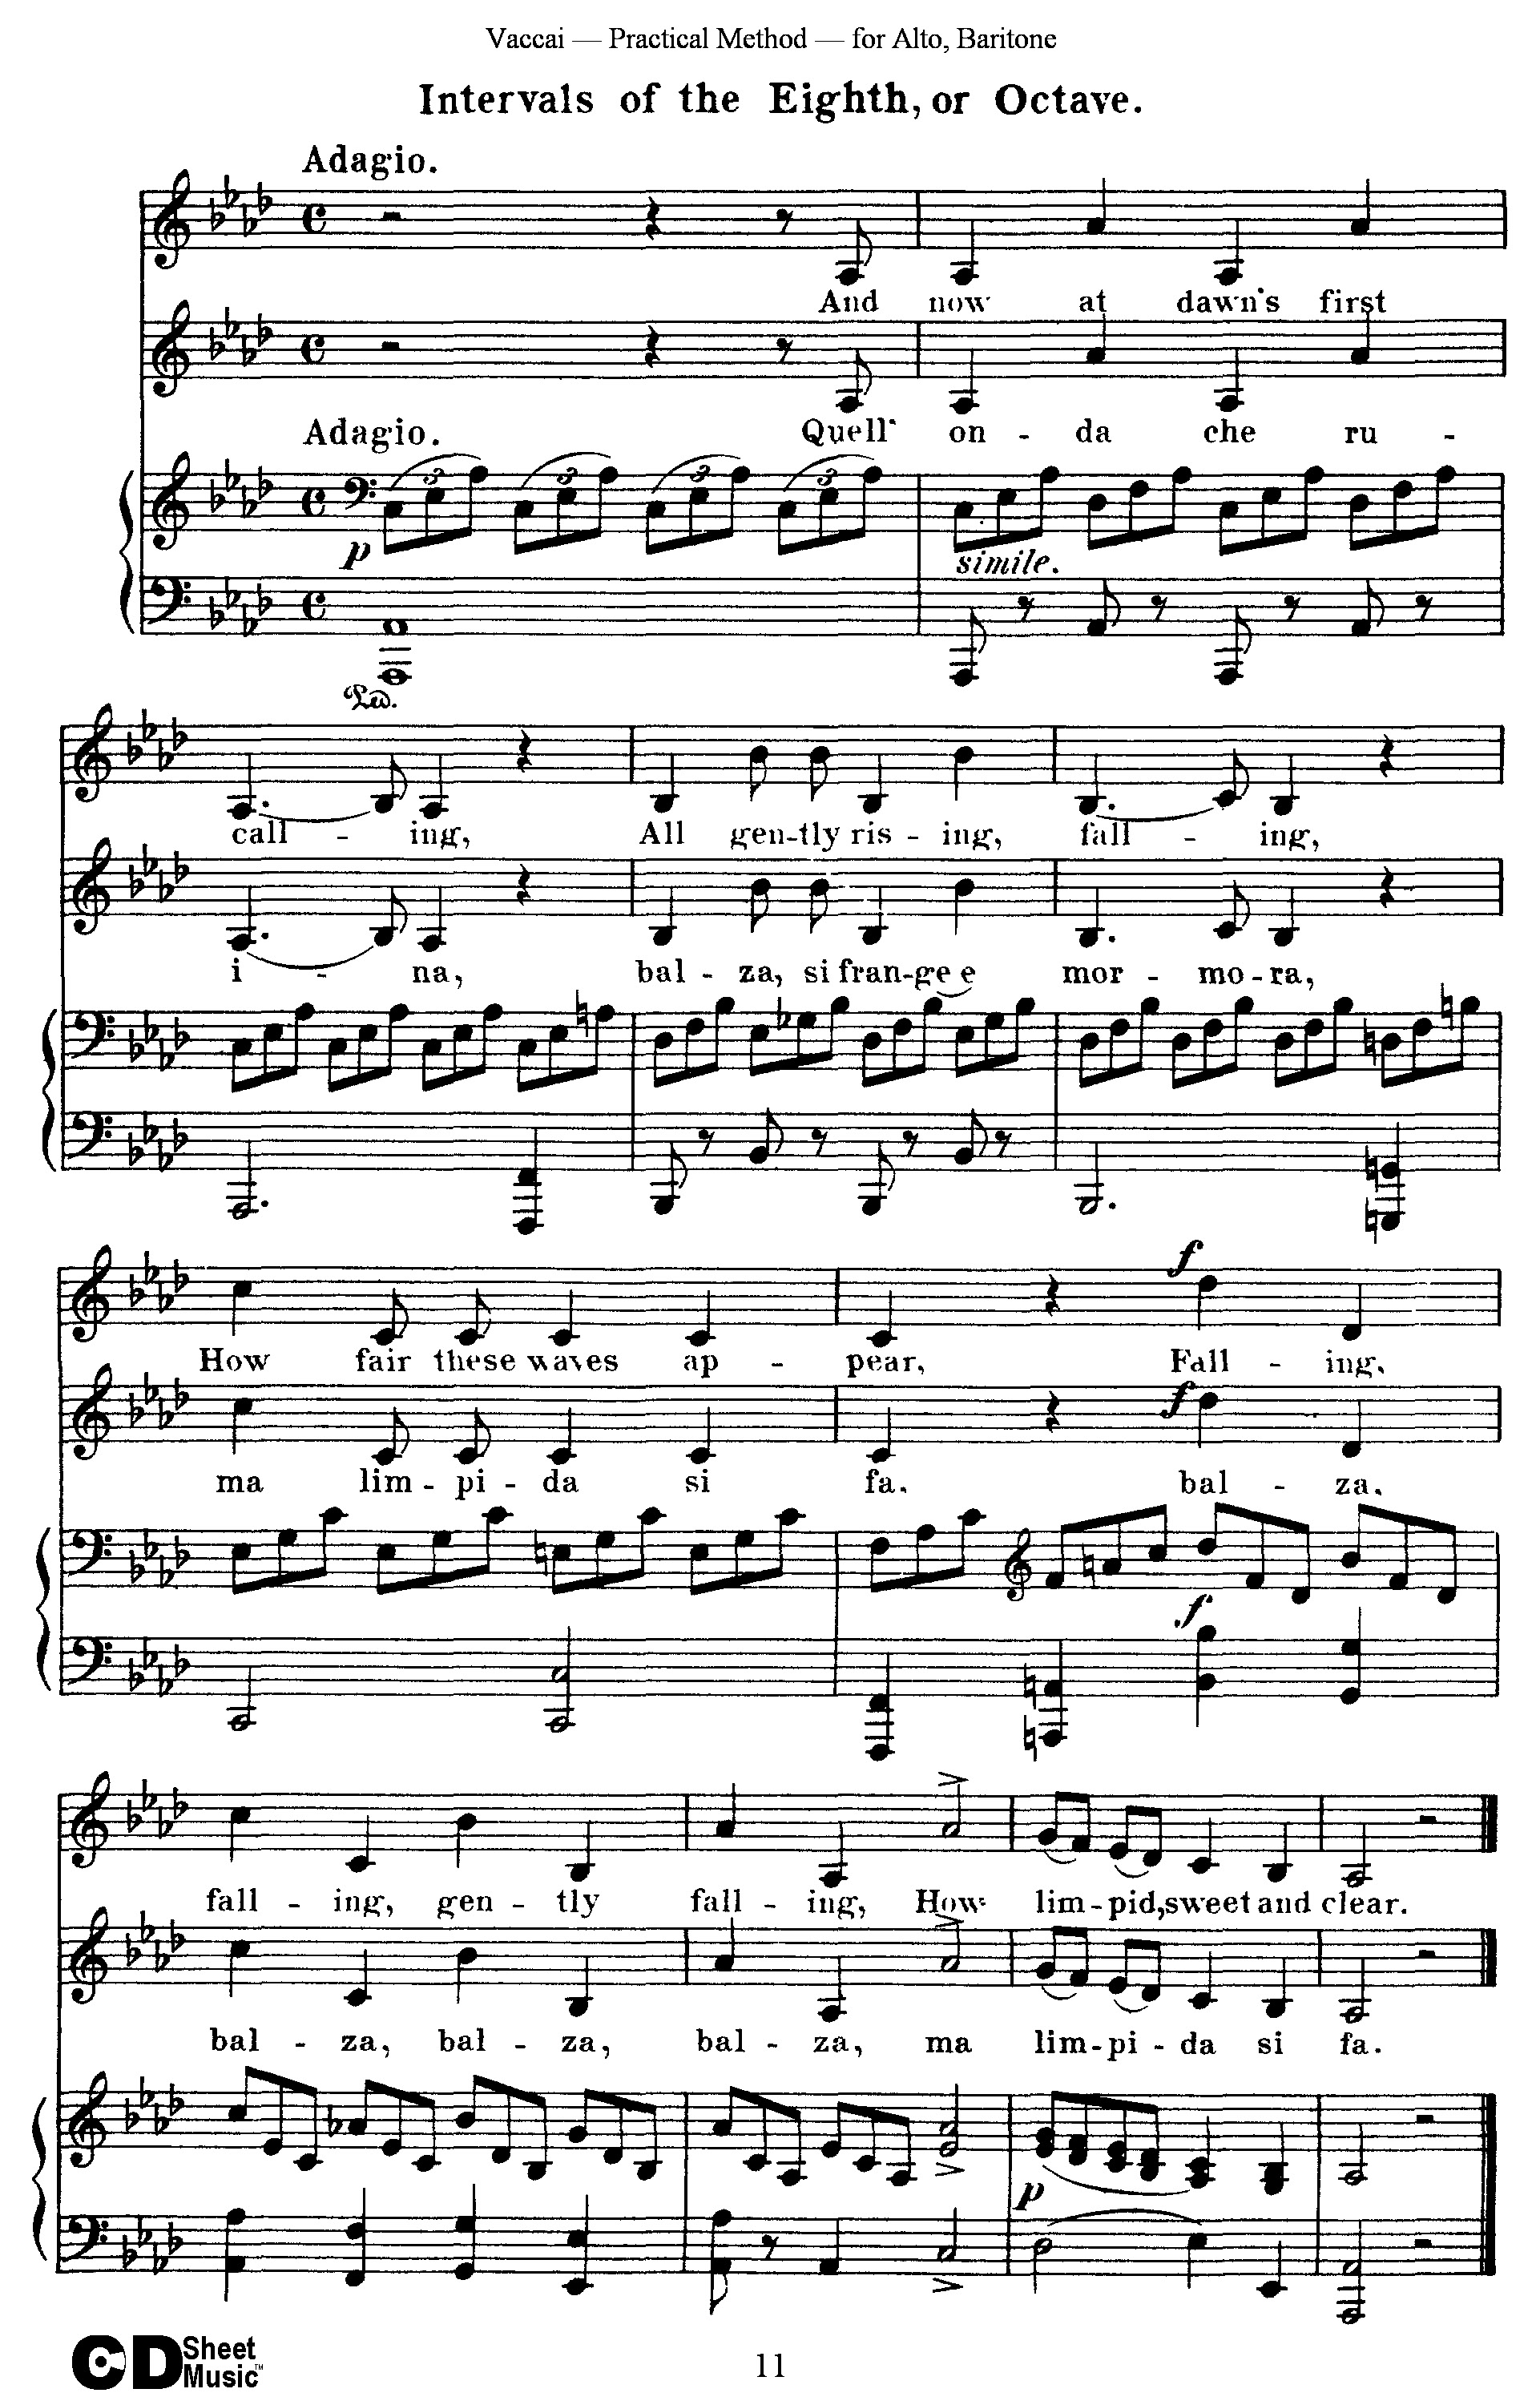 Vaccai — Practical Method — for Alto, Baritone
Intervals of the Eighth, or Octave.
Adagio.
And now at dawn's first
Adagio. Quell' on - da che ru -
3 3 3 3
p simile.
Ped.
call - ing, All gen-tly ris - ing, fall - ing,
i - na, bal - za, si fran-ge e mor - mo - ra,
f
How fair these waves ap - pear, Fall - ing,
f
ma lim - pi - da si fa, bal - za,
f
fall - ing, gen - tly fall - ing, How lim-pid, sweet and clear.
bal - za, bal - za, bal - za, ma lim-pi - da si fa.
p
CD Sheet Music™
11